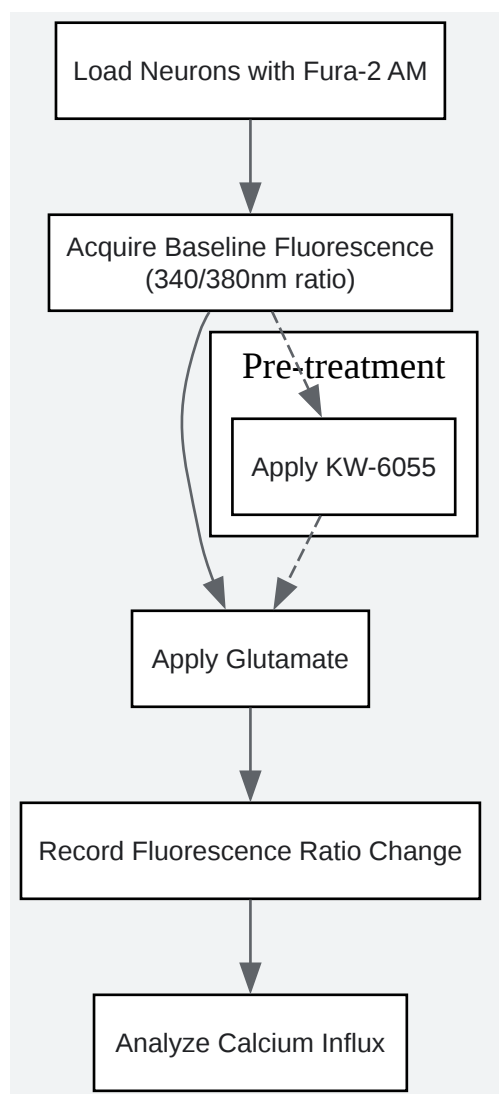 Load Neurons with Fura-2 AM
Acquire Baseline Fluorescence
(340/380nm ratio)
Pre-treatment
Apply KW-6055
Apply Glutamate
Record Fluorescence Ratio Change
Analyze Calcium Influx